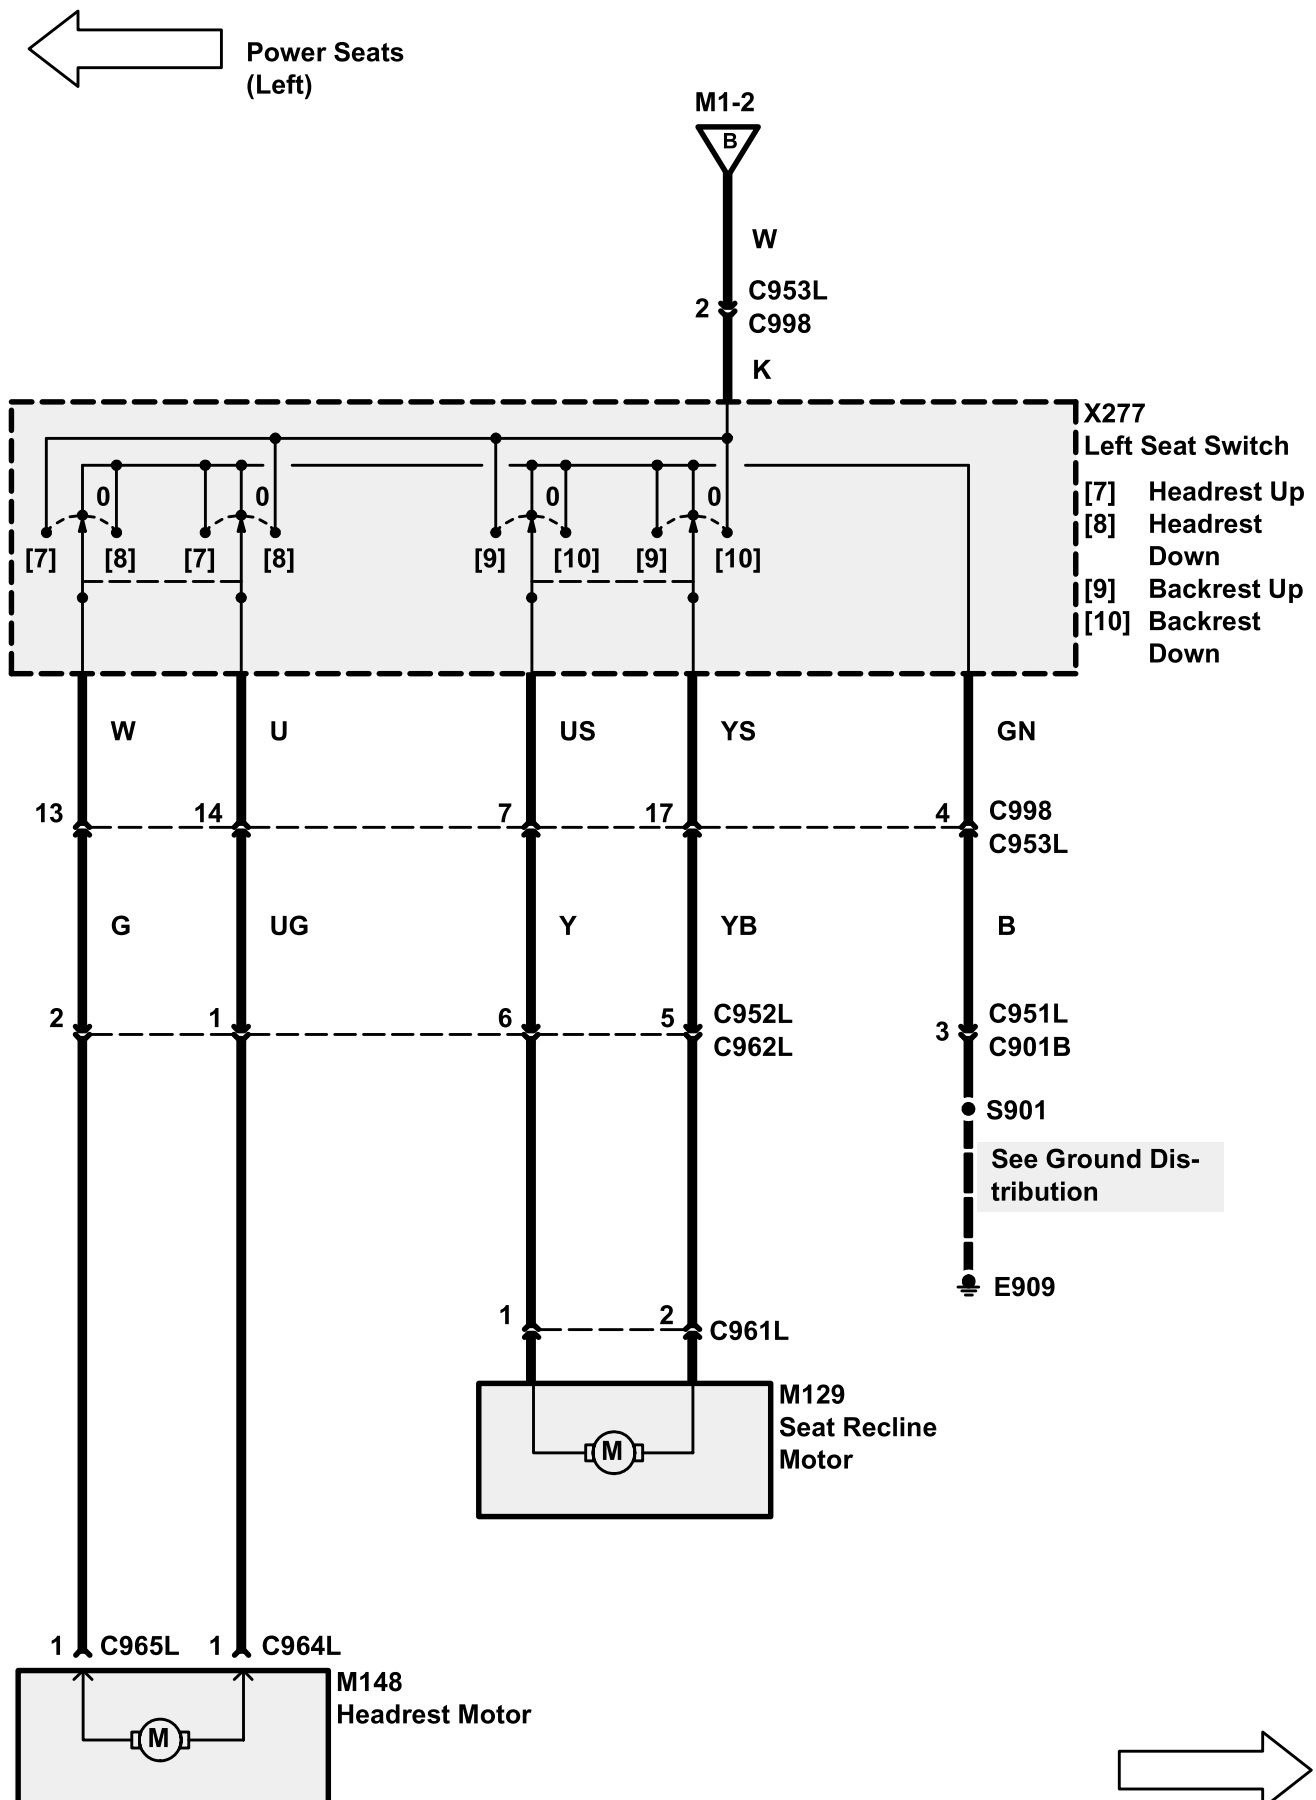 Power Seats
(Left)
M1-2
B
W
2
C953L
C998
K
X277
Left Seat Switch
[7] Headrest Up
[8] Headrest
Down
[9] Backrest Up
[10] Backrest
Down
0 0 0 0
[7] [8] [7] [8] [9] [10] [9] [10]
W U US YS GN
13 14 7 17 4 C998
C953L
G UG Y YB B
2 1 6 5 C952L
C962L
3 C951L
C901B
S901
See Ground Dis-
tribution
E909
1 2 C961L
M129
Seat Recline
Motor
M
1 C965L 1 C964L
M148
Headrest Motor
M